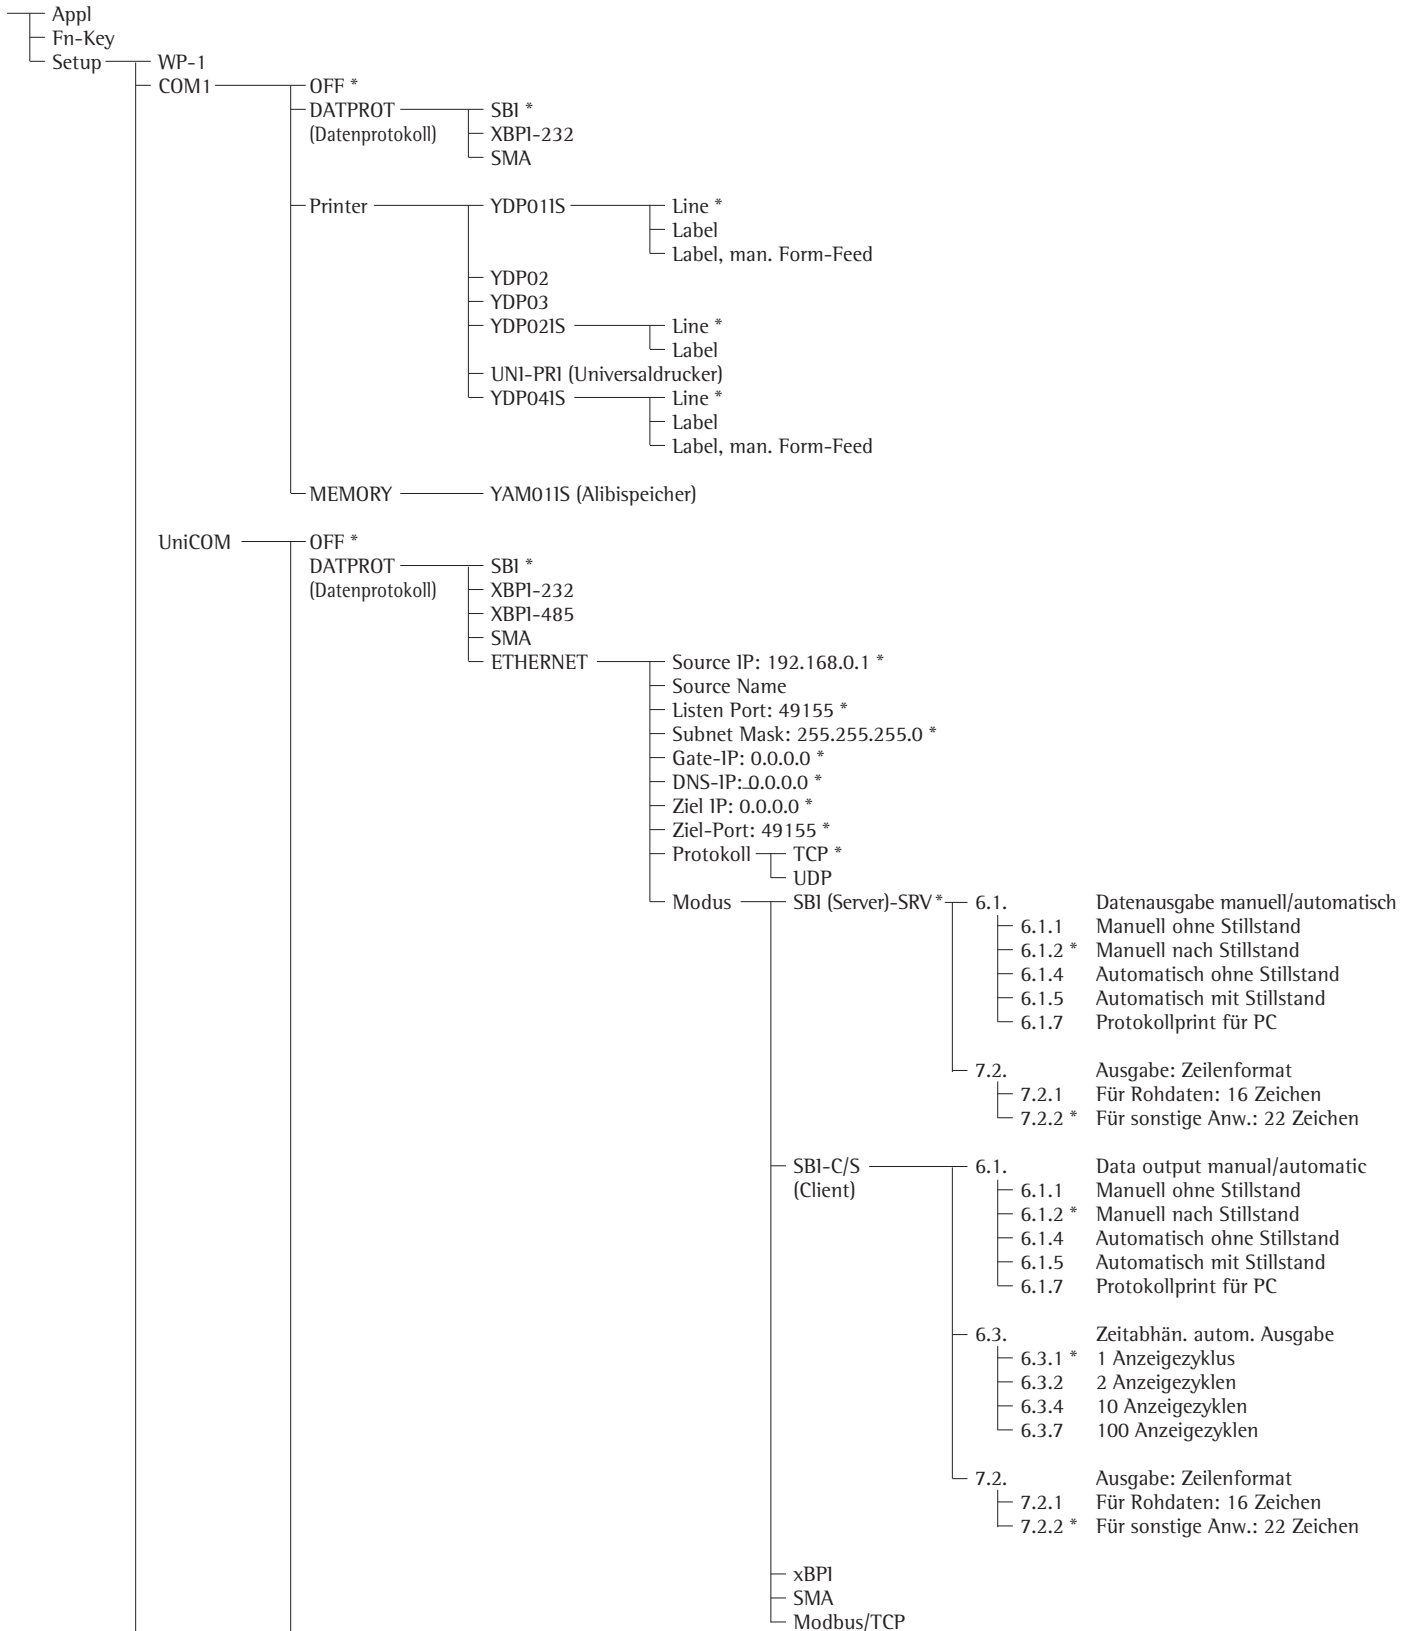 Appl
Fn-Key
Setup WP-1
COM1 OFF *
DATPROT SBI *
(Datenprotokoll) XBPI-232
SMA
Printer YDP01IS Line *
Label
Label, man. Form-Feed
YDP02
YDP03
YDP02IS Line *
Label
UNI-PRI (Universaldrucker)
YDP04IS Line *
Label
Label, man. Form-Feed
MEMORY YAM01IS (Alibispeicher)
UniCOM OFF *
DATPROT SBI *
(Datenprotokoll) XBPI-232
XBPI-485
SMA
ETHERNET Source IP: 192.168.0.1 *
Source Name
Listen Port: 49155 *
Subnet Mask: 255.255.255.0 *
Gate-IP: 0.0.0.0 *
DNS-IP: 0.0.0.0 *
Ziel IP: 0.0.0.0 *
Ziel-Port: 49155 *
Protokoll TCP *
UDP
Modus SBI (Server)-SRV * 6.1. Datenausgabe manuell/automatisch
6.1.1 Manuell ohne Stillstand
6.1.2 * Manuell nach Stillstand
6.1.4 Automatisch ohne Stillstand
6.1.5 Automatisch mit Stillstand
6.1.7 Protokollprint für PC
7.2. Ausgabe: Zeilenformat
7.2.1 Für Rohdaten: 16 Zeichen
7.2.2 * Für sonstige Anw.: 22 Zeichen
SBI-C/S 6.1. Data output manual/automatic
(Client) 6.1.1 Manuell ohne Stillstand
6.1.2 * Manuell nach Stillstand
6.1.4 Automatisch ohne Stillstand
6.1.5 Automatisch mit Stillstand
6.1.7 Protokollprint für PC
6.3. Zeitabhän. autom. Ausgabe
6.3.1 * 1 Anzeigezyklus
6.3.2 2 Anzeigezyklen
6.3.4 10 Anzeigezyklen
6.3.7 100 Anzeigezyklen
7.2. Ausgabe: Zeilenformat
7.2.1 Für Rohdaten: 16 Zeichen
7.2.2 * Für sonstige Anw.: 22 Zeichen
xBPI
SMA
Modbus/TCP